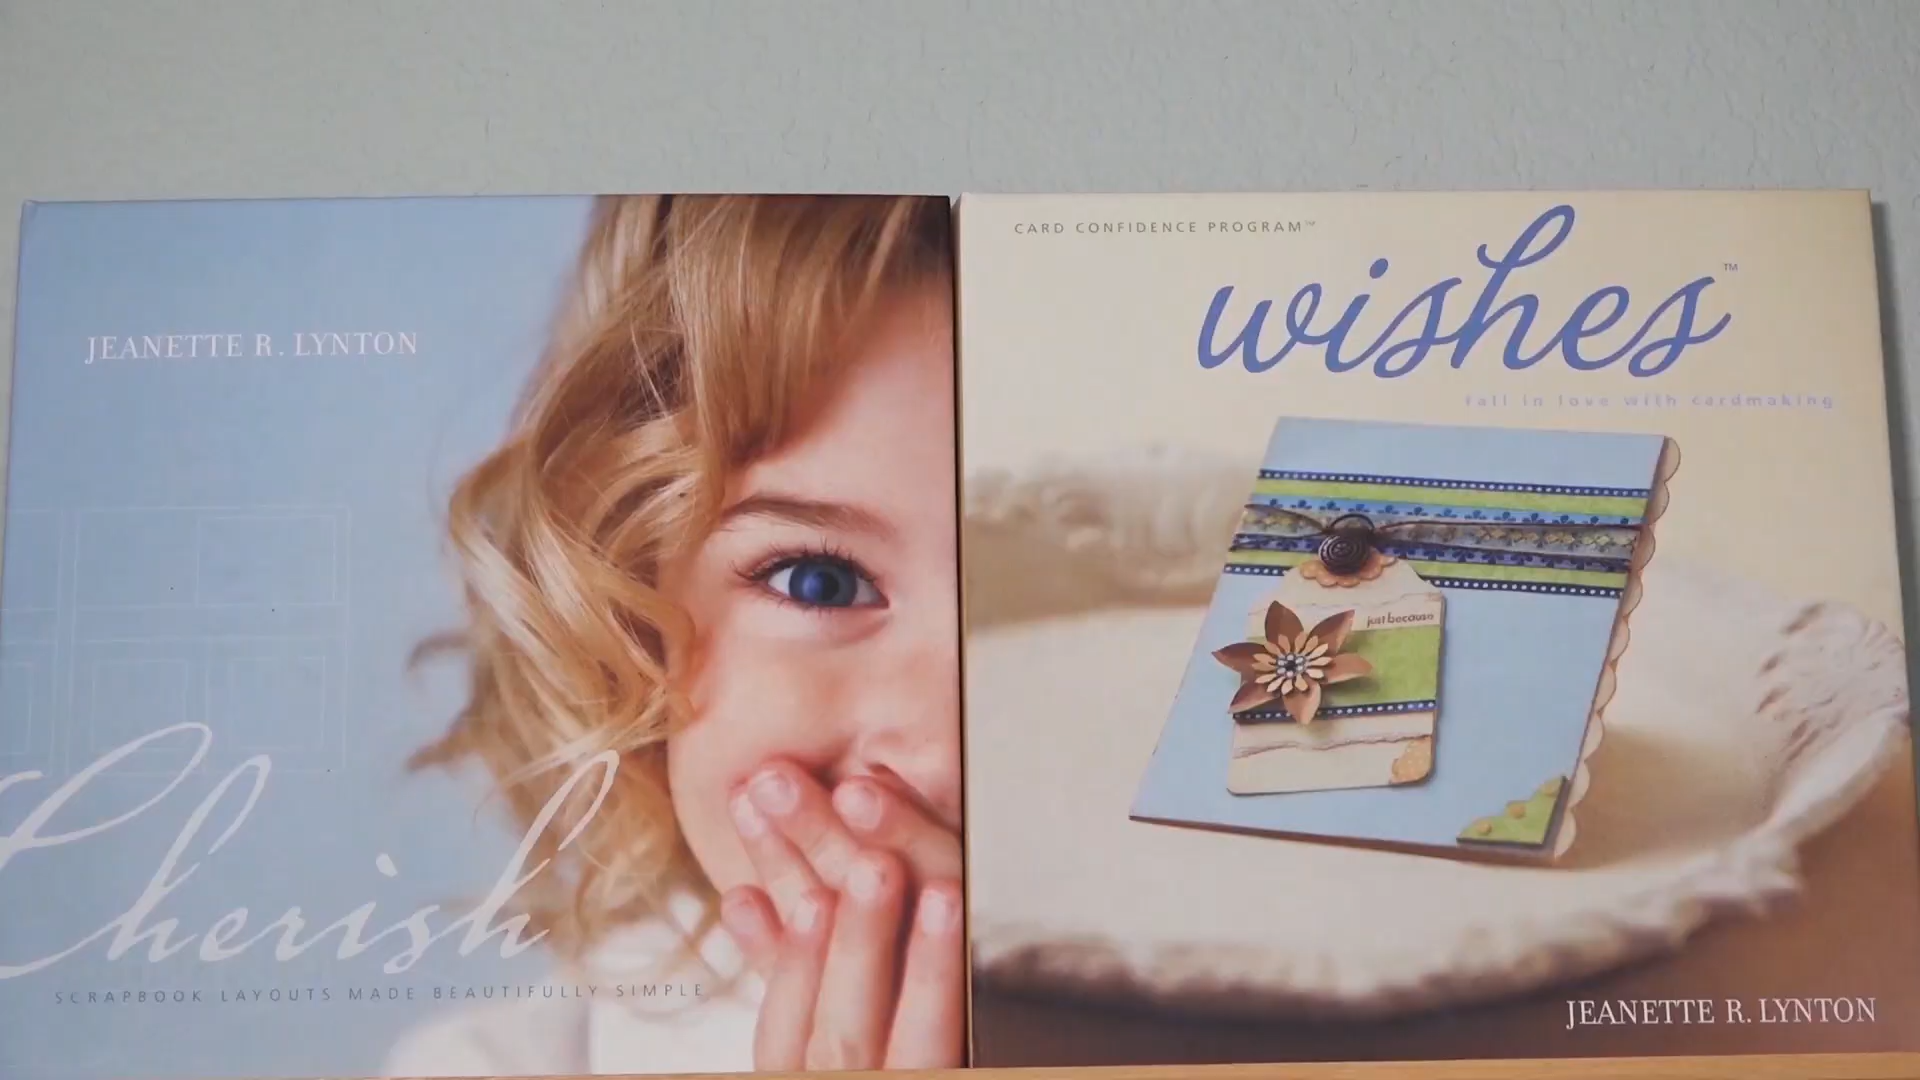 JEANETTE R. LYNTON
Cherish
SCRAPBOOK LAYOUTS MADE BEAUTIFULLY SIMPLE
CARD CONFIDENCE PROGRAM™
wishes™
fall in love with cardmaking
just because
JEANETTE R. LYNTON